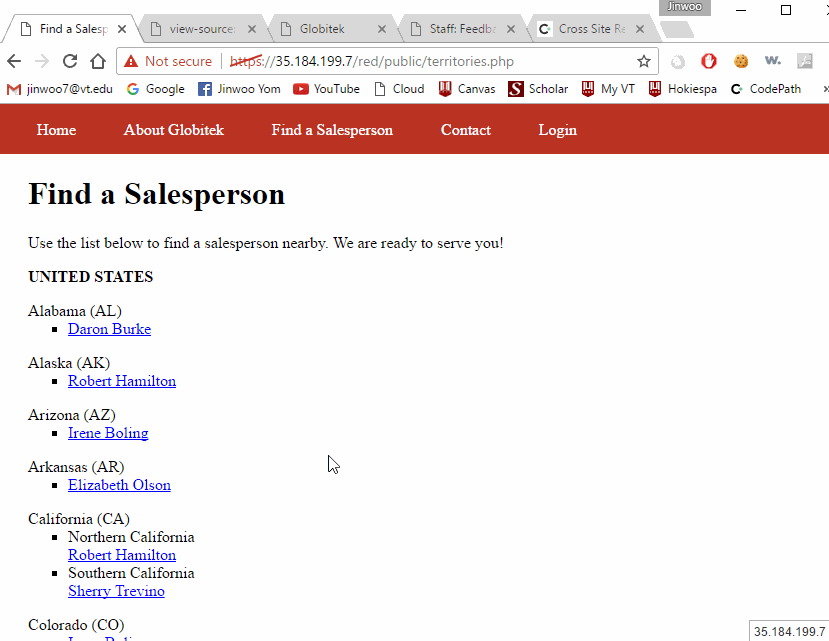 Jinwoo
Find a Salesp view-source: Globitek Staff: Feedba Cross Site Re
Not secure https://35.184.199.7/red/public/territories.php
jinwoo7@vt.edu Google Jinwoo Yom YouTube Cloud Canvas Scholar My VT Hokiespa CodePath »
Home About Globitek Find a Salesperson Contact Login
Find a Salesperson
Use the list below to find a salesperson nearby. We are ready to serve you!
UNITED STATES
Alabama (AL)
Daron Burke
Alaska (AK)
Robert Hamilton
Arizona (AZ)
Irene Boling
Arkansas (AR)
Elizabeth Olson
California (CA)
Northern California
Robert Hamilton
Southern California
Sherry Trevino
Colorado (CO)
35.184.199.7